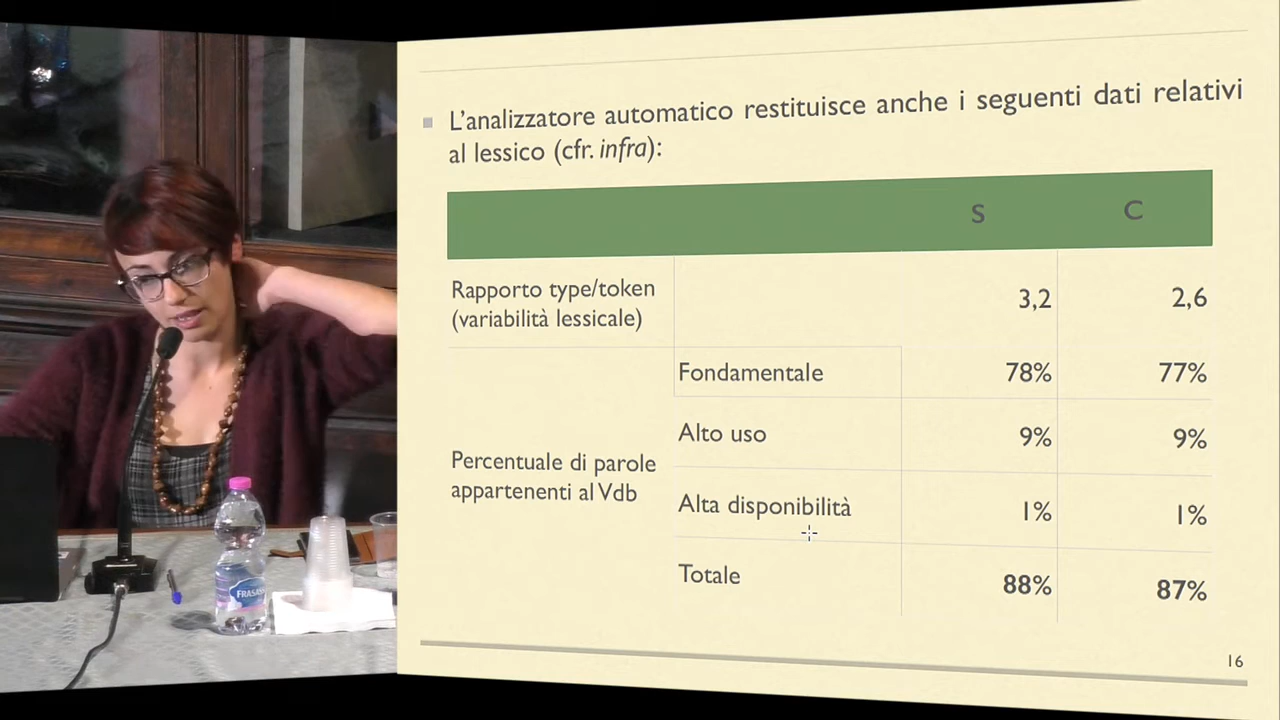 L'analizzatore automatico restituisce anche i seguenti dati relativi
al lessico (cfr. infra):
S C
Rapporto type/token
(variabilità lessicale)
3,2 2,6
Fondamentale 78% 77%
Alto uso 9% 9%
Percentuale di parole
appartenenti al Vdb
Alta disponibilità 1% 1%
Totale 88% 87%
16
FRASASSI